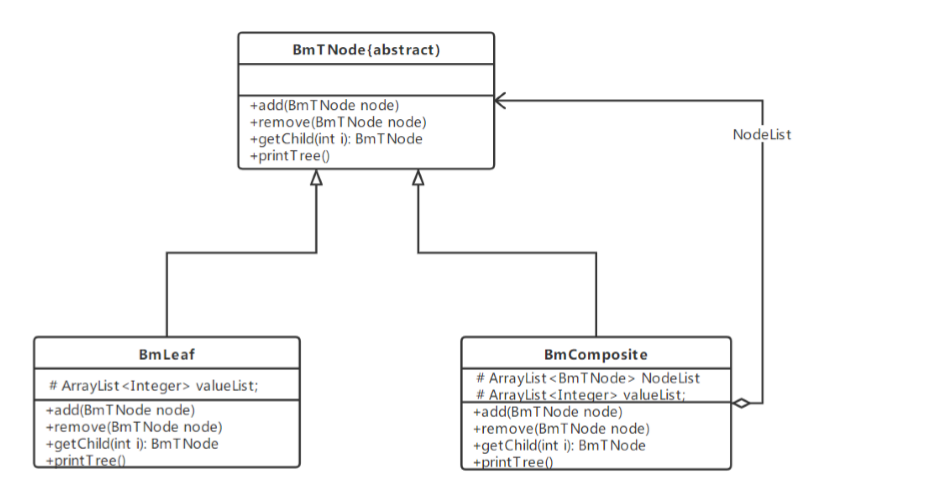 BmTNode{abstract)
+add(BmTNode node)
+remove(BmTNode node)
+getChild(int i): BmTNode
+printTree()
NodeList
BmLeaf
# ArrayList<Integer> valueList;
+add(BmTNode node)
+remove(BmTNode node)
+getChild(int i): BmTNode
+printTree()
BmComposite
# ArrayList<BmTNode> NodeList
# ArrayList<Integer> valueList;
+add(BmTNode node)
+remove(BmTNode node)
+getChild(int i): BmTNode
+printTree()